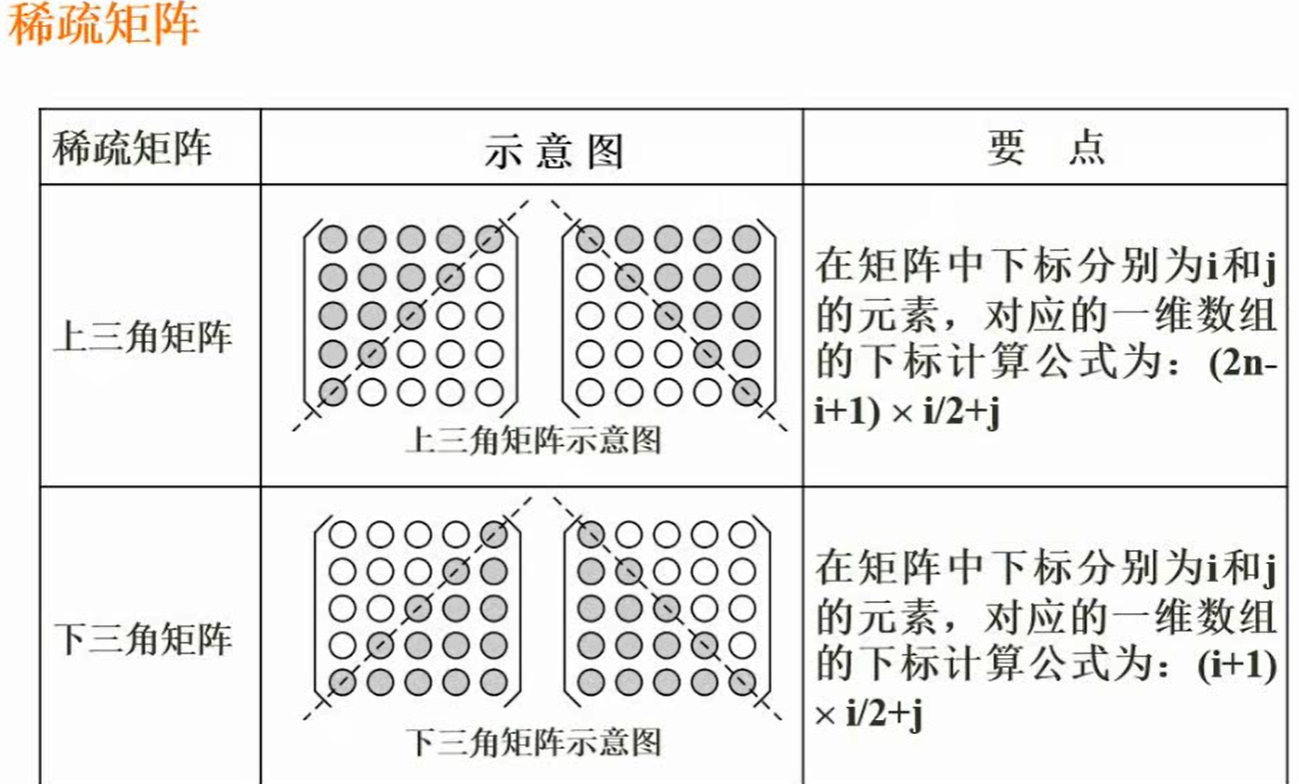 稀疏矩阵
稀疏矩阵
示意图
要 点
上三角矩阵
上三角矩阵示意图
在矩阵中下标分别为i和j
的元素，对应的一维数组
的下标计算公式为：(2n-
i+1) × i/2+j
下三角矩阵
下三角矩阵示意图
在矩阵中下标分别为i和j
的元素，对应的一维数组
的下标计算公式为：(i+1)
× i/2+j